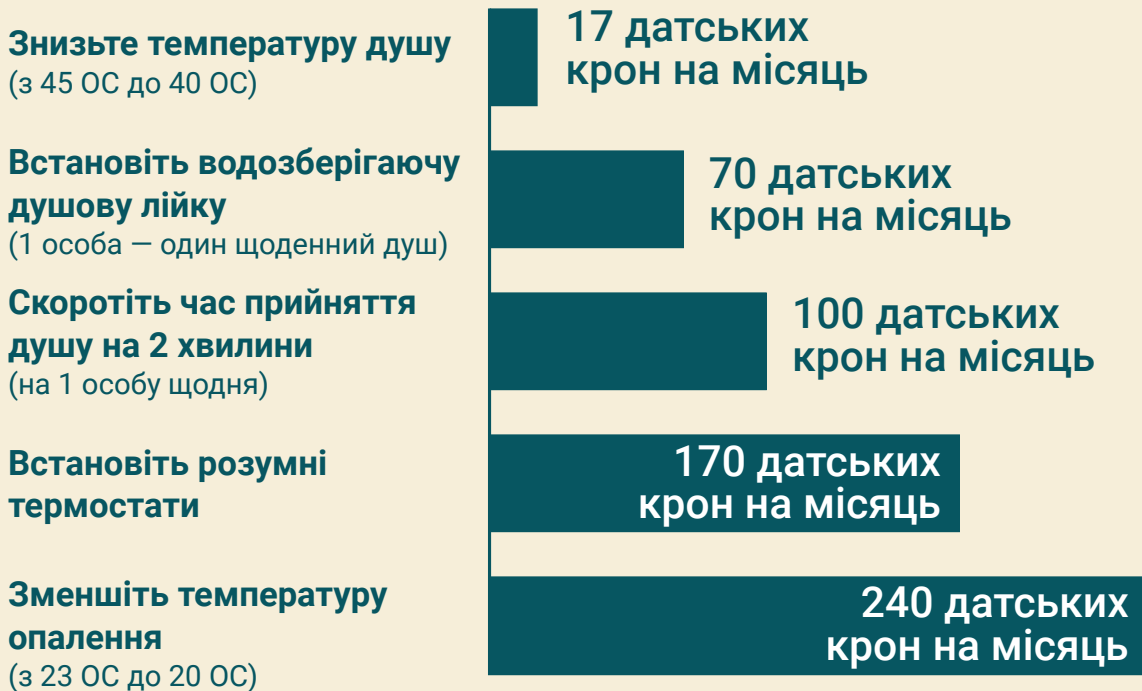 Знизьте температуру душу
(з 45 ОС до 40 ОС)
17 датських
крон на місяць
Встановіть водозберігаючу
душову лійку
(1 особа — один щоденний душ)
70 датських
крон на місяць
Скоротіть час прийняття
душу на 2 хвилини
(на 1 особу щодня)
100 датських
крон на місяць
Встановіть розумні
термостати
170 датських
крон на місяць
Зменшіть температуру
опалення
(з 23 ОС до 20 ОС)
240 датських
крон на місяць